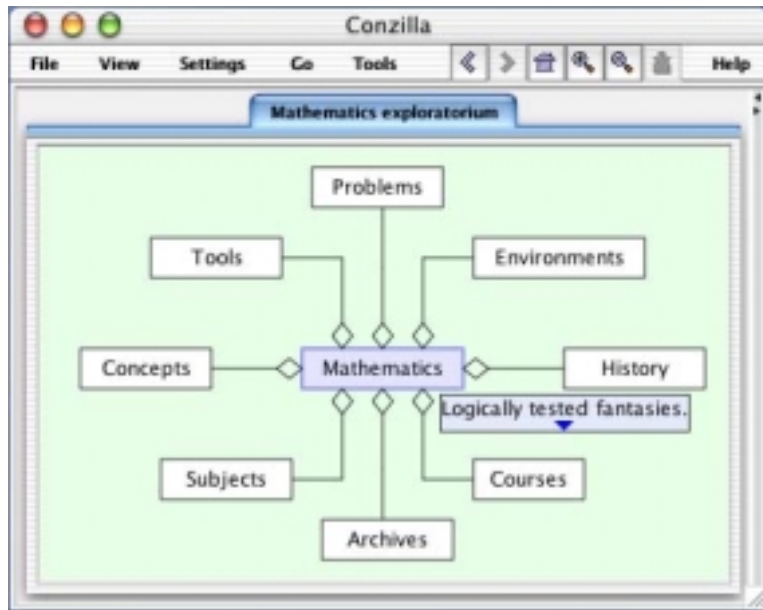 Conzilla
File View Settings Go Tools Help
Mathematics exploratorium
Problems
Tools Environments
Concepts Mathematics History
Logically tested fantasies.
Subjects Courses
Archives